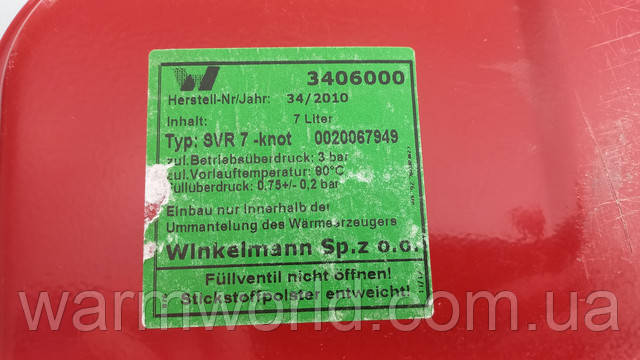 W 3406000
Herstell-Nr/Jahr: 34/2010
Inhalt: 7 Liter
Typ: SVR 7 -knot 0020067949
zul.Betriebsüberdruck: 3 bar
zul.Vorlauftemperatur: 90°C
Füllüberdruck: 0.75+/- 0,2 bar
Einbau nur innerhalb der
Ummantelung des Wärmeerzeugers
Winkelmann Sp.z o.o.
Füllventil nicht öffnen!
Stickstoffpolster entweicht!
warmworld.com.ua